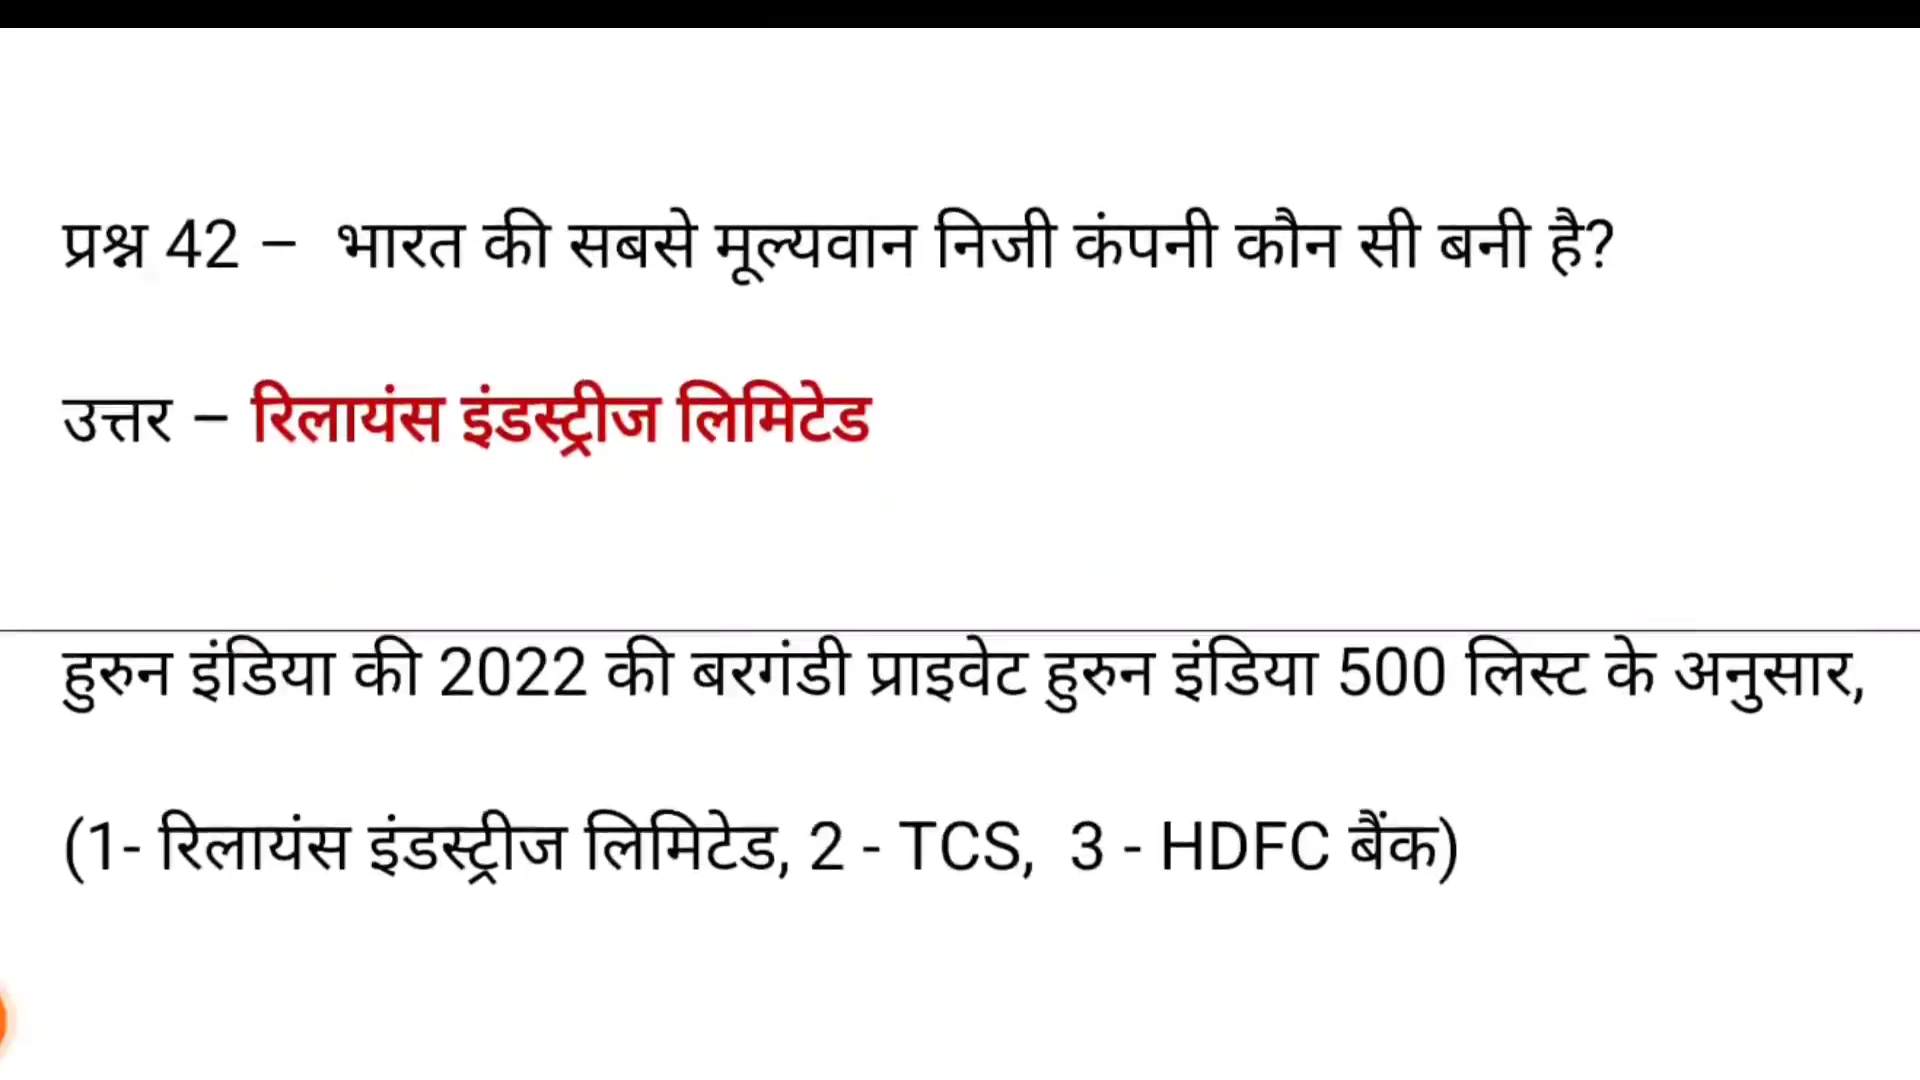 प्रश्न 42 – भारत की सबसे मूल्यवान निजी कंपनी कौन सी बनी है?
उत्तर – रिलायंस इंडस्ट्रीज लिमिटेड
हुरुन इंडिया की 2022 की बरगंडी प्राइवेट हुरुन इंडिया 500 लिस्ट के अनुसार,
(1- रिलायंस इंडस्ट्रीज लिमिटेड, 2 - TCS, 3 - HDFC बैंक)